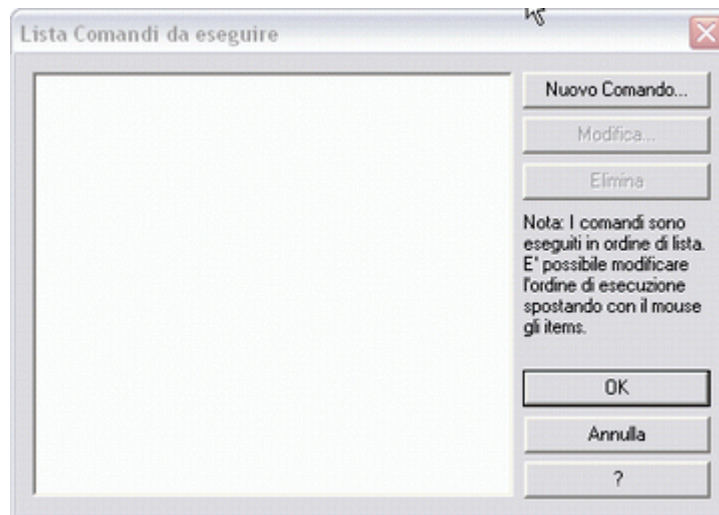 Lista Comandi da eseguire
Nuovo Comando...
Modifica...
Elimina
Nota: I comandi sono
eseguiti in ordine di lista.
E' possibile modificare
l'ordine di esecuzione
spostando con il mouse
gli items.
OK
Annulla
?